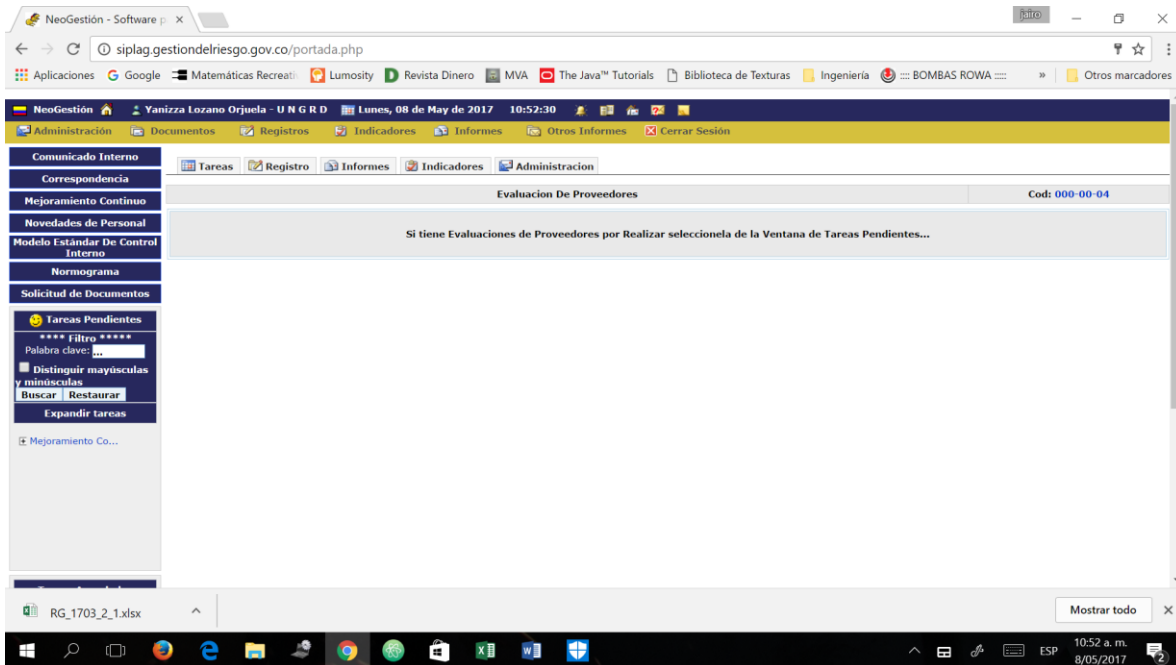 NeoGestión - Software p
jairo
siplag.gestiondelriesgo.gov.co/portada.php
Aplicaciones Google Matemáticas Recreati Lumosity Revista Dinero MVA The Java™ Tutorials Biblioteca de Texturas Ingeniería :::: BOMBAS ROWA :::: » Otros marcadores
NeoGestión Yanizza Lozano Orjuela - U N G R D Lunes, 08 de May de 2017 10:52:30
Administración Documentos Registros Indicadores Informes Otros Informes Cerrar Sesión
Comunicado Interno
Correspondencia
Mejoramiento Continuo
Novedades de Personal
Modelo Estándar De Control
Interno
Normograma
Solicitud de Documentos
Tareas Pendientes
**** Filtro *****
Palabra clave: ...
Distinguir mayúsculas
y minúsculas
Buscar Restaurar
Expandir tareas
Mejoramiento Co...
Tareas Registro Informes Indicadores Administracion
Evaluacion De Proveedores Cod: 000-00-04
Si tiene Evaluaciones de Proveedores por Realizar seleccionela de la Ventana de Tareas Pendientes...
RG_1703_2_1.xlsx Mostrar todo
ESP 10:52 a. m.
8/05/2017